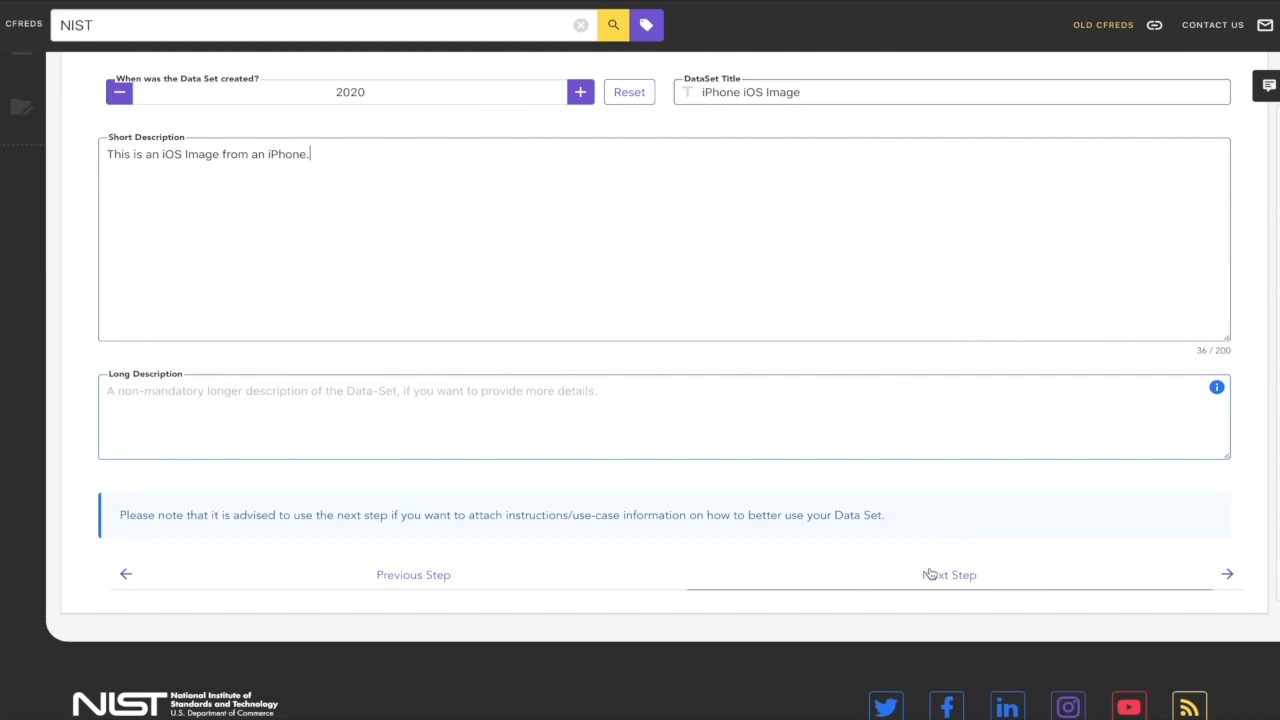 CFREDS
NIST
OLD CFREDS
CONTACT US
When was the Data Set created?
2020
Reset
DataSet Title
iPhone iOS Image
Short Description
This is an iOS Image from an iPhone.
36 / 200
Long Description
A non-mandatory longer description of the Data-Set, if you want to provide more details.
Please note that it is advised to use the next step if you want to attach instructions/use-case information on how to better use your Data Set.
Previous Step
Next Step
NIST
National Institute of
Standards and Technology
U.S. Department of Commerce